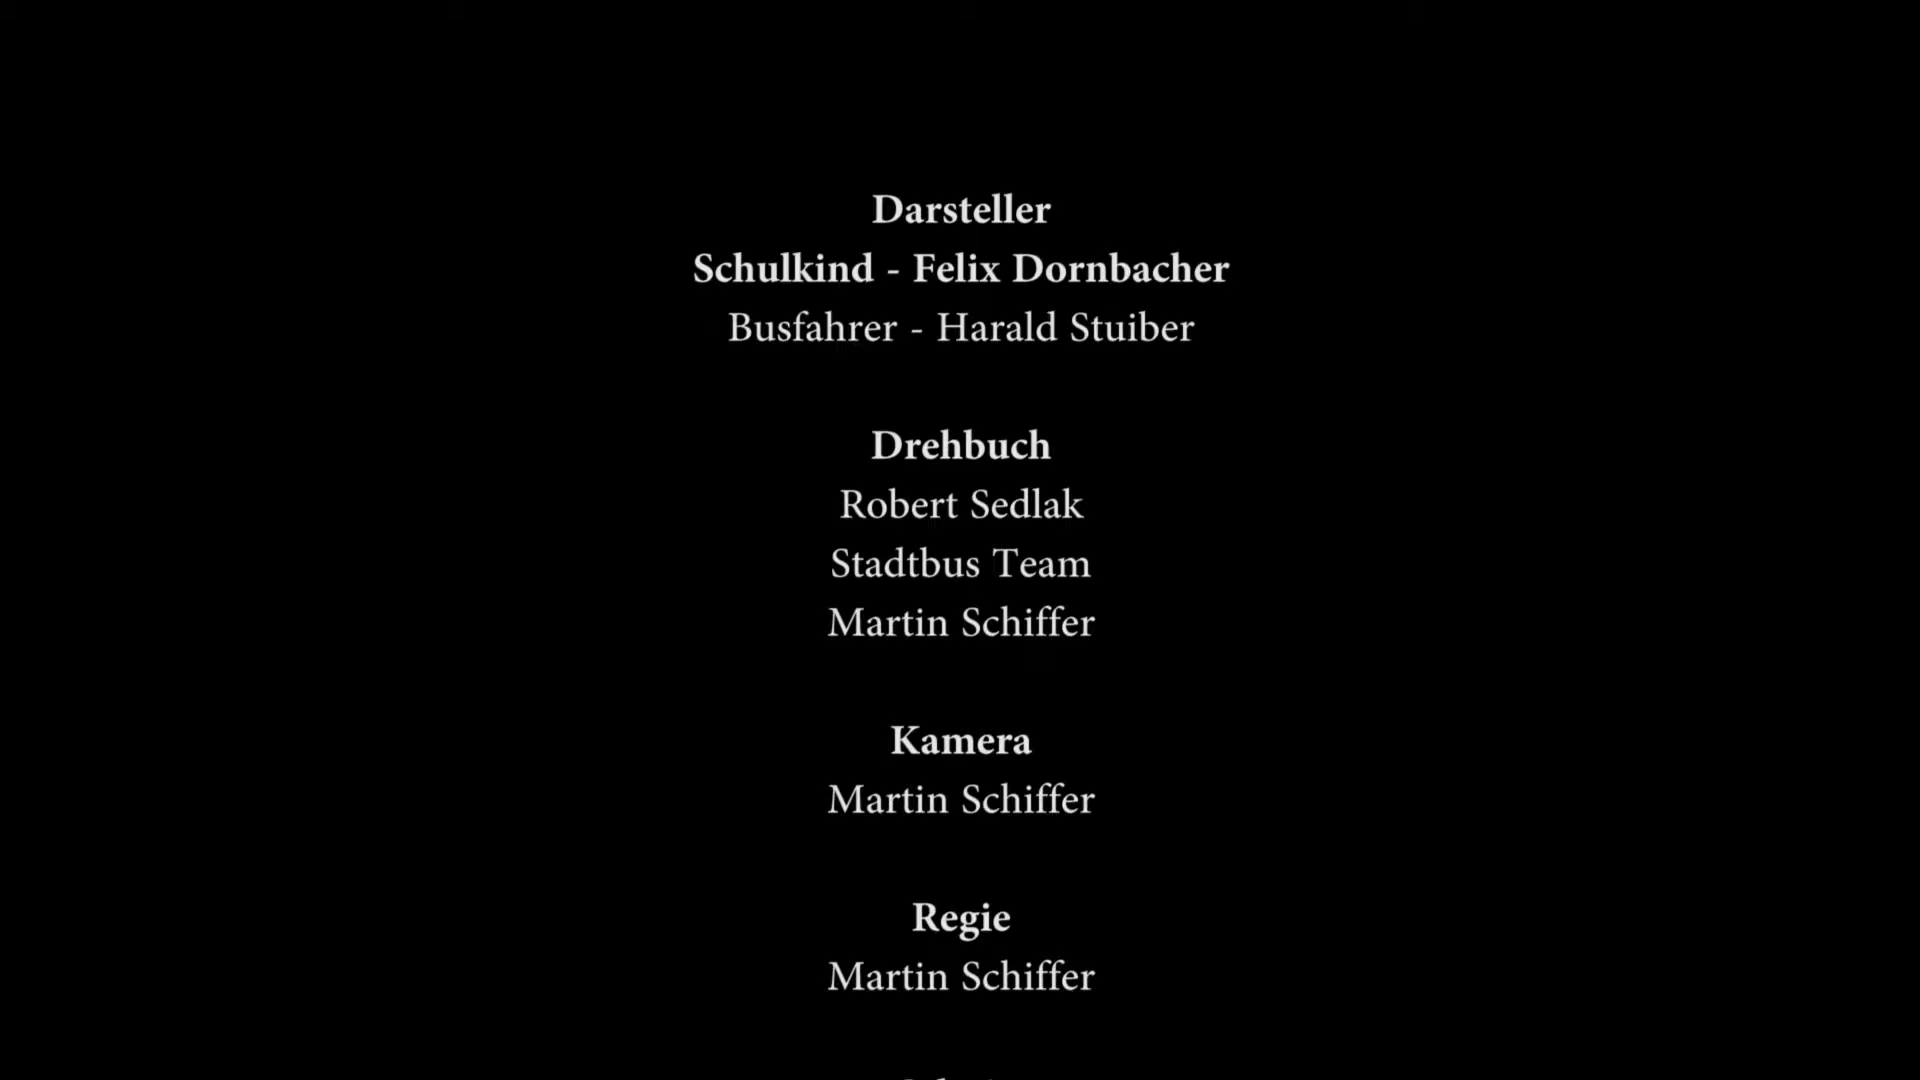 Darsteller
Schulkind - Felix Dornbacher
Busfahrer - Harald Stuiber
Drehbuch
Robert Sedlak
Stadtbus Team
Martin Schiffer
Kamera
Martin Schiffer
Regie
Martin Schiffer